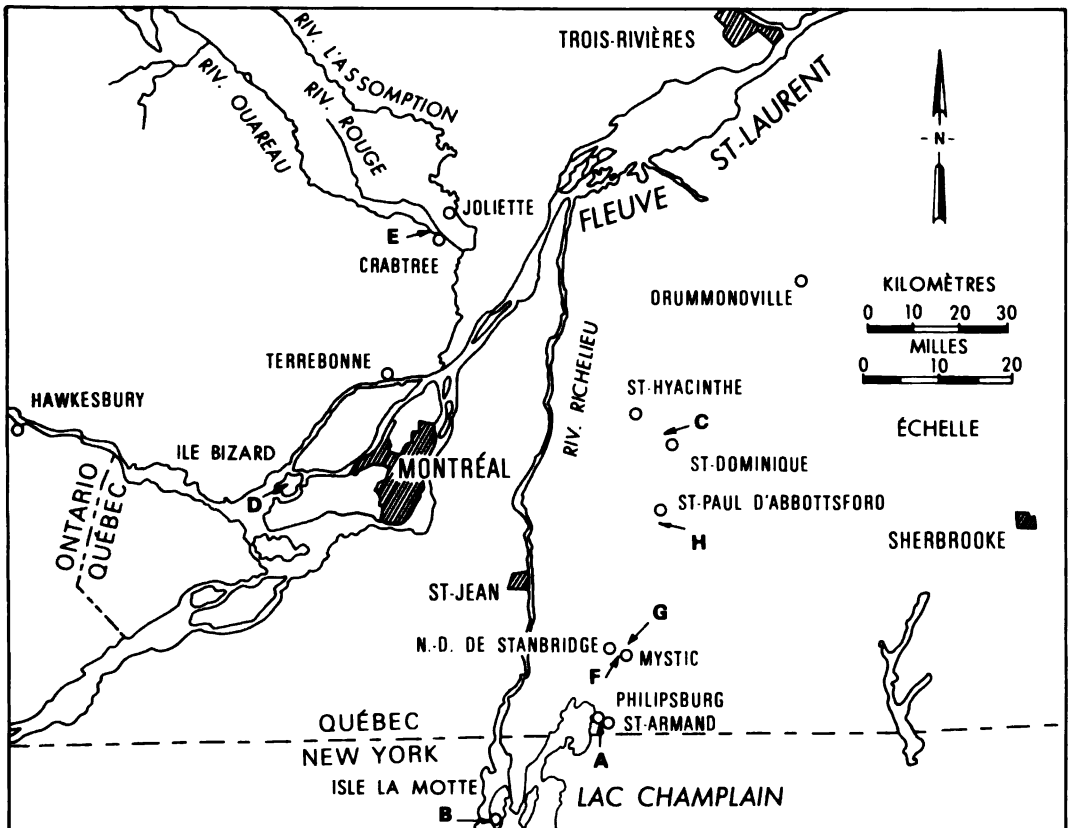 TROIS-RIVIÈRES
RIV. L'ASSOMPTION
RIV. ROUGE
RIV. OUAREAU
FLEUVE ST-LAURENT
- N -
JOLIETTE
E
CRABTREE
DRUMMONDVILLE
KILOMÈTRES
0 10 20 30
MILLES
0 10 20
ÉCHELLE
TERREBONNE
RIV. RICHELIEU
HAWKESBURY
ST-HYACINTHE
C
ST-DOMINIQUE
ILE BIZARD
MONTRÉAL
D
ST-PAUL D'ABBOTTSFORD
H
SHERBROOKE
ONTARIO
QUÉBEC
ST-JEAN
G
N.-D. DE STANBRIDGE
MYSTIC
F
PHILIPSBURG
ST-ARMAND
QUÉBEC
NEW YORK
A
ISLE LA MOTTE
LAC CHAMPLAIN
B